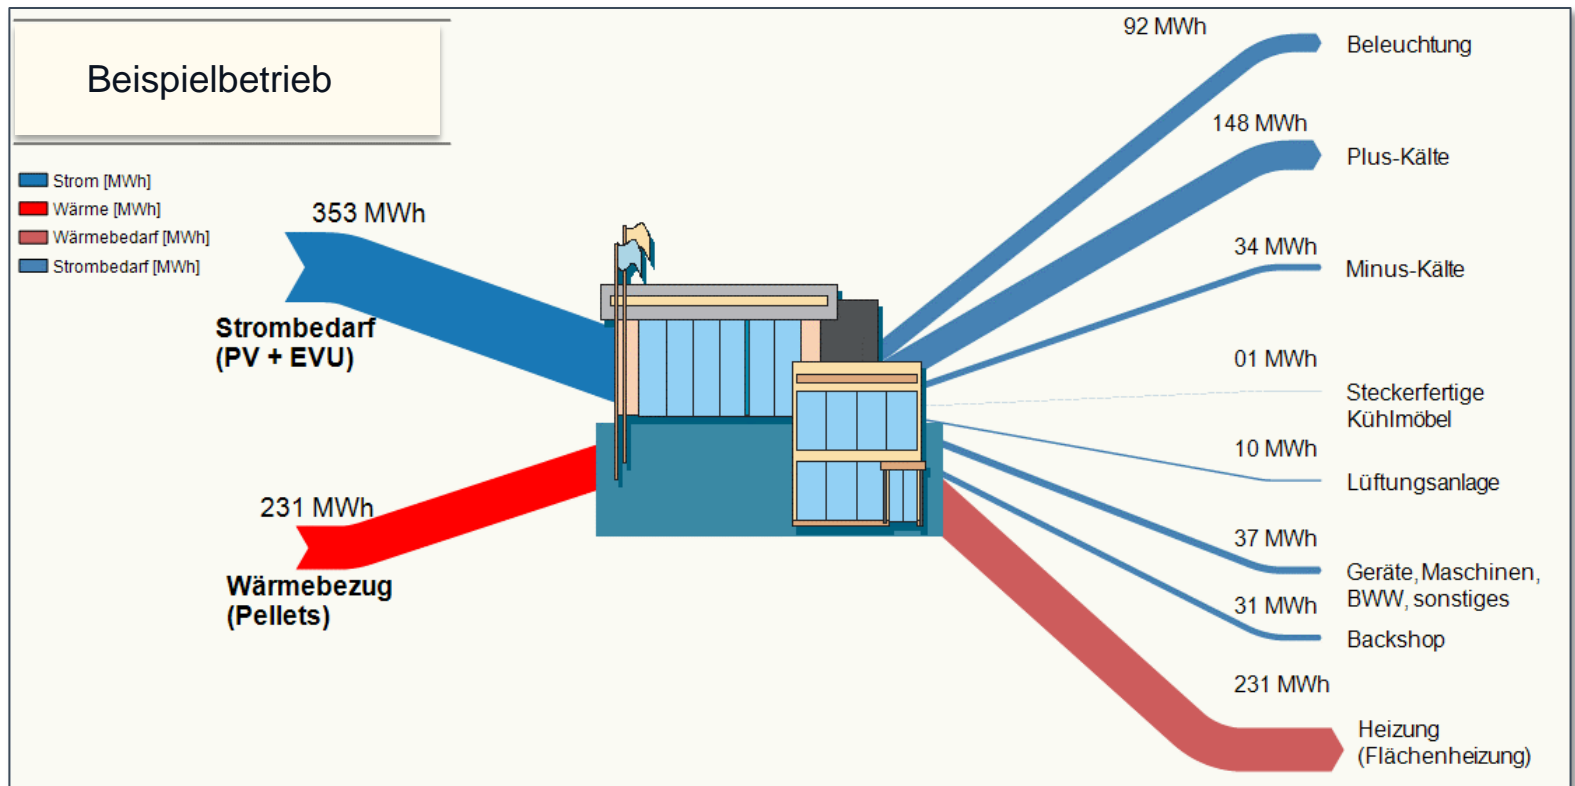 Beispielbetrieb
Strom [MWh]
Wärme [MWh]
Wärmebedarf [MWh]
Strombedarf [MWh]
353 MWh
Strombedarf
(PV + EVU)
231 MWh
Wärmebezug
(Pellets)
92 MWh
Beleuchtung
148 MWh
Plus-Kälte
34 MWh
Minus-Kälte
01 MWh
Steckerfertige
Kühlmöbel
10 MWh
Lüftungsanlage
37 MWh
Geräte, Maschinen,
BWW, sonstiges
31 MWh
Backshop
231 MWh
Heizung
(Flächenheizung)